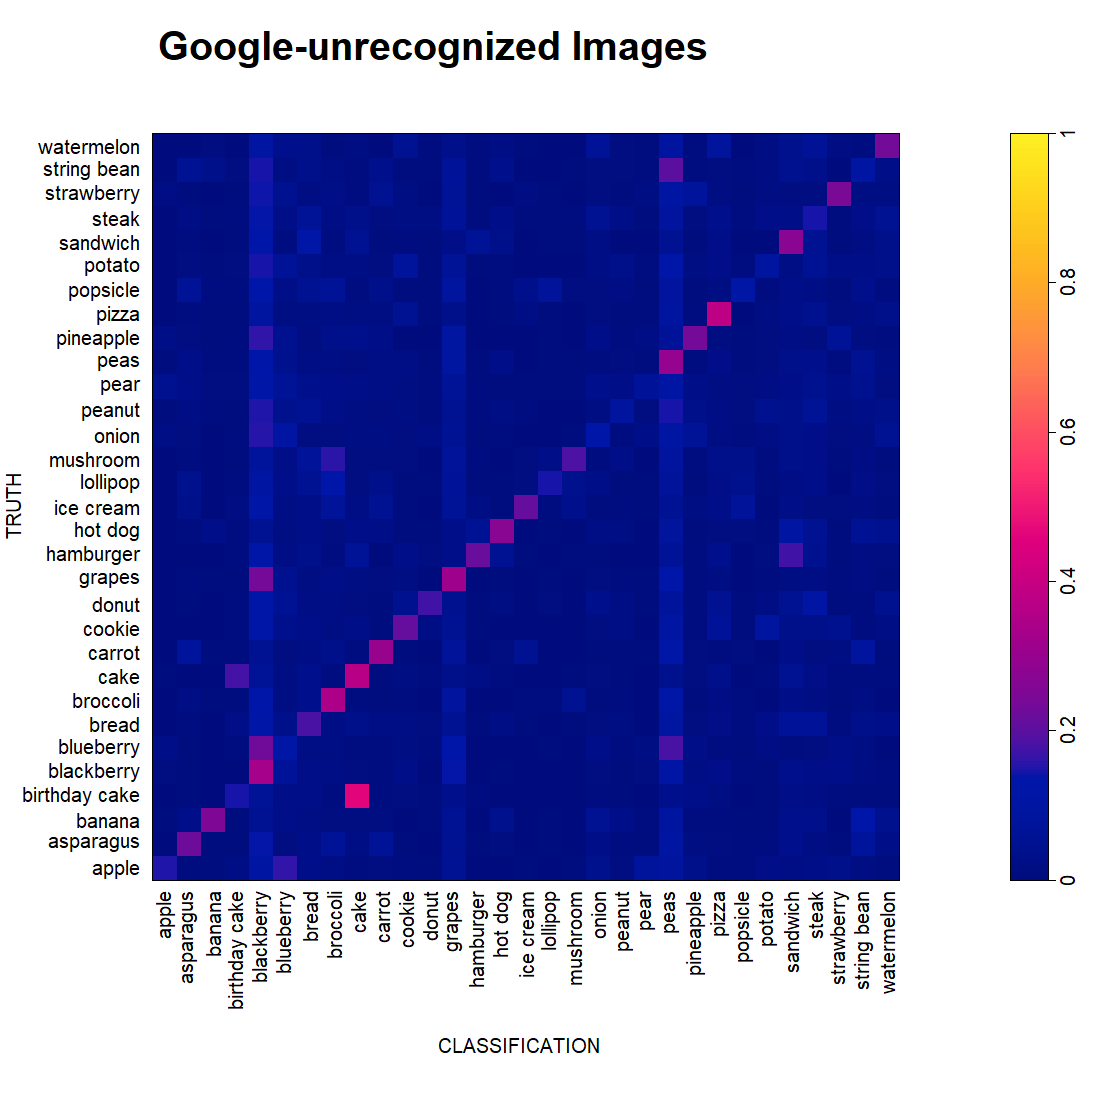 Google-unrecognized Images
watermelon
string bean
strawberry
steak
sandwich
potato
popsicle
pizza
pineapple
peas
pear
peanut
onion
mushroom
lollipop
ice cream
hot dog
hamburger
grapes
donut
cookie
carrot
cake
broccoli
bread
blueberry
blackberry
birthday cake
banana
asparagus
apple
TRUTH
apple
asparagus
banana
birthday cake
blackberry
blueberry
bread
broccoli
cake
carrot
cookie
donut
grapes
hamburger
hot dog
ice cream
lollipop
mushroom
onion
peanut
pear
peas
pineapple
pizza
popsicle
potato
sandwich
steak
strawberry
string bean
watermelon
CLASSIFICATION
1
0.8
0.6
0.4
0.2
0